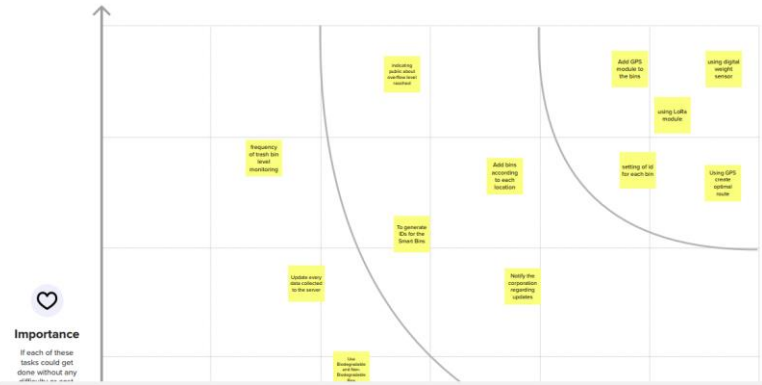 indicating
public about
overflow level
reached
Add GPS
module to
the bins
using digital
weight
sensor
using LoRa
module
frequency
of tresh bin
level
monitoring
Add bins
according
to each
location
setting of id
for each bin
Using GPS
create
optimal
route
To generate
IDs for the
Smart Bins
Update every
data collected
to the server
Notify the
corporation
regarding
updates
Use
Biodegradable
and Non
Biodegradable
Importance
If each of these
tasks could get
done without any
difficulty or cost